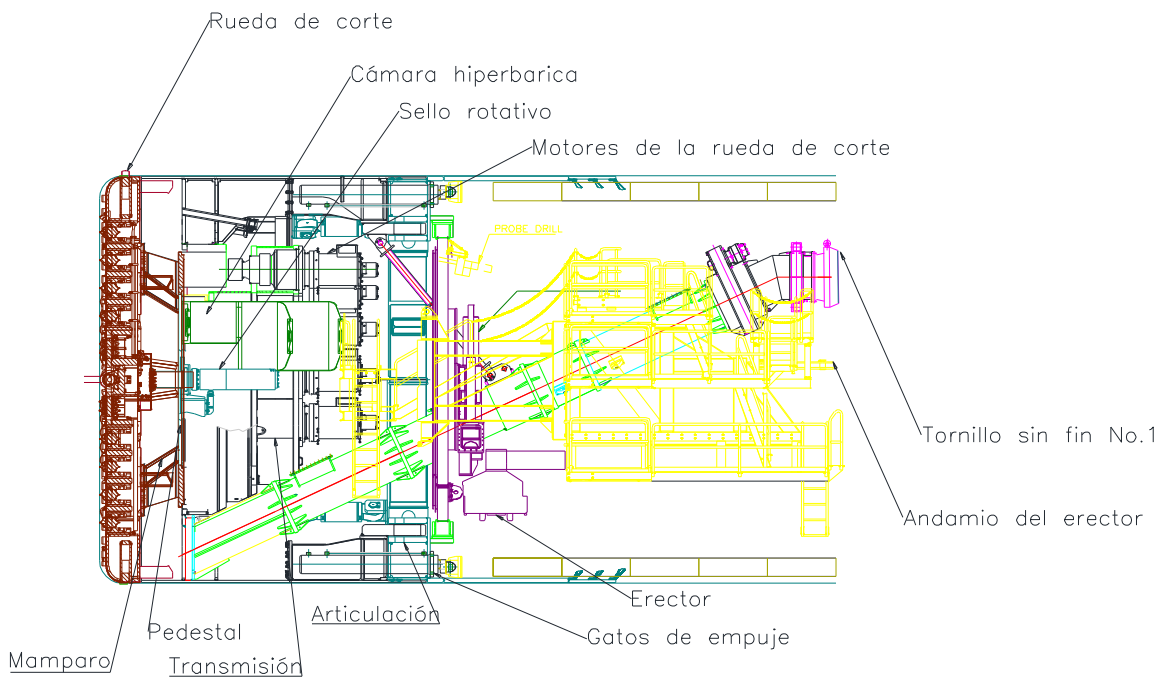 Rueda de corte
Cámara hiperbarica
Sello rotativo
Motores de la rueda de corte
PROBE DRILL
Tornillo sin fin No.1
Andamio del erector
Erector
Articulación
Gatos de empuje
Pedestal
Mamparo
Transmisión